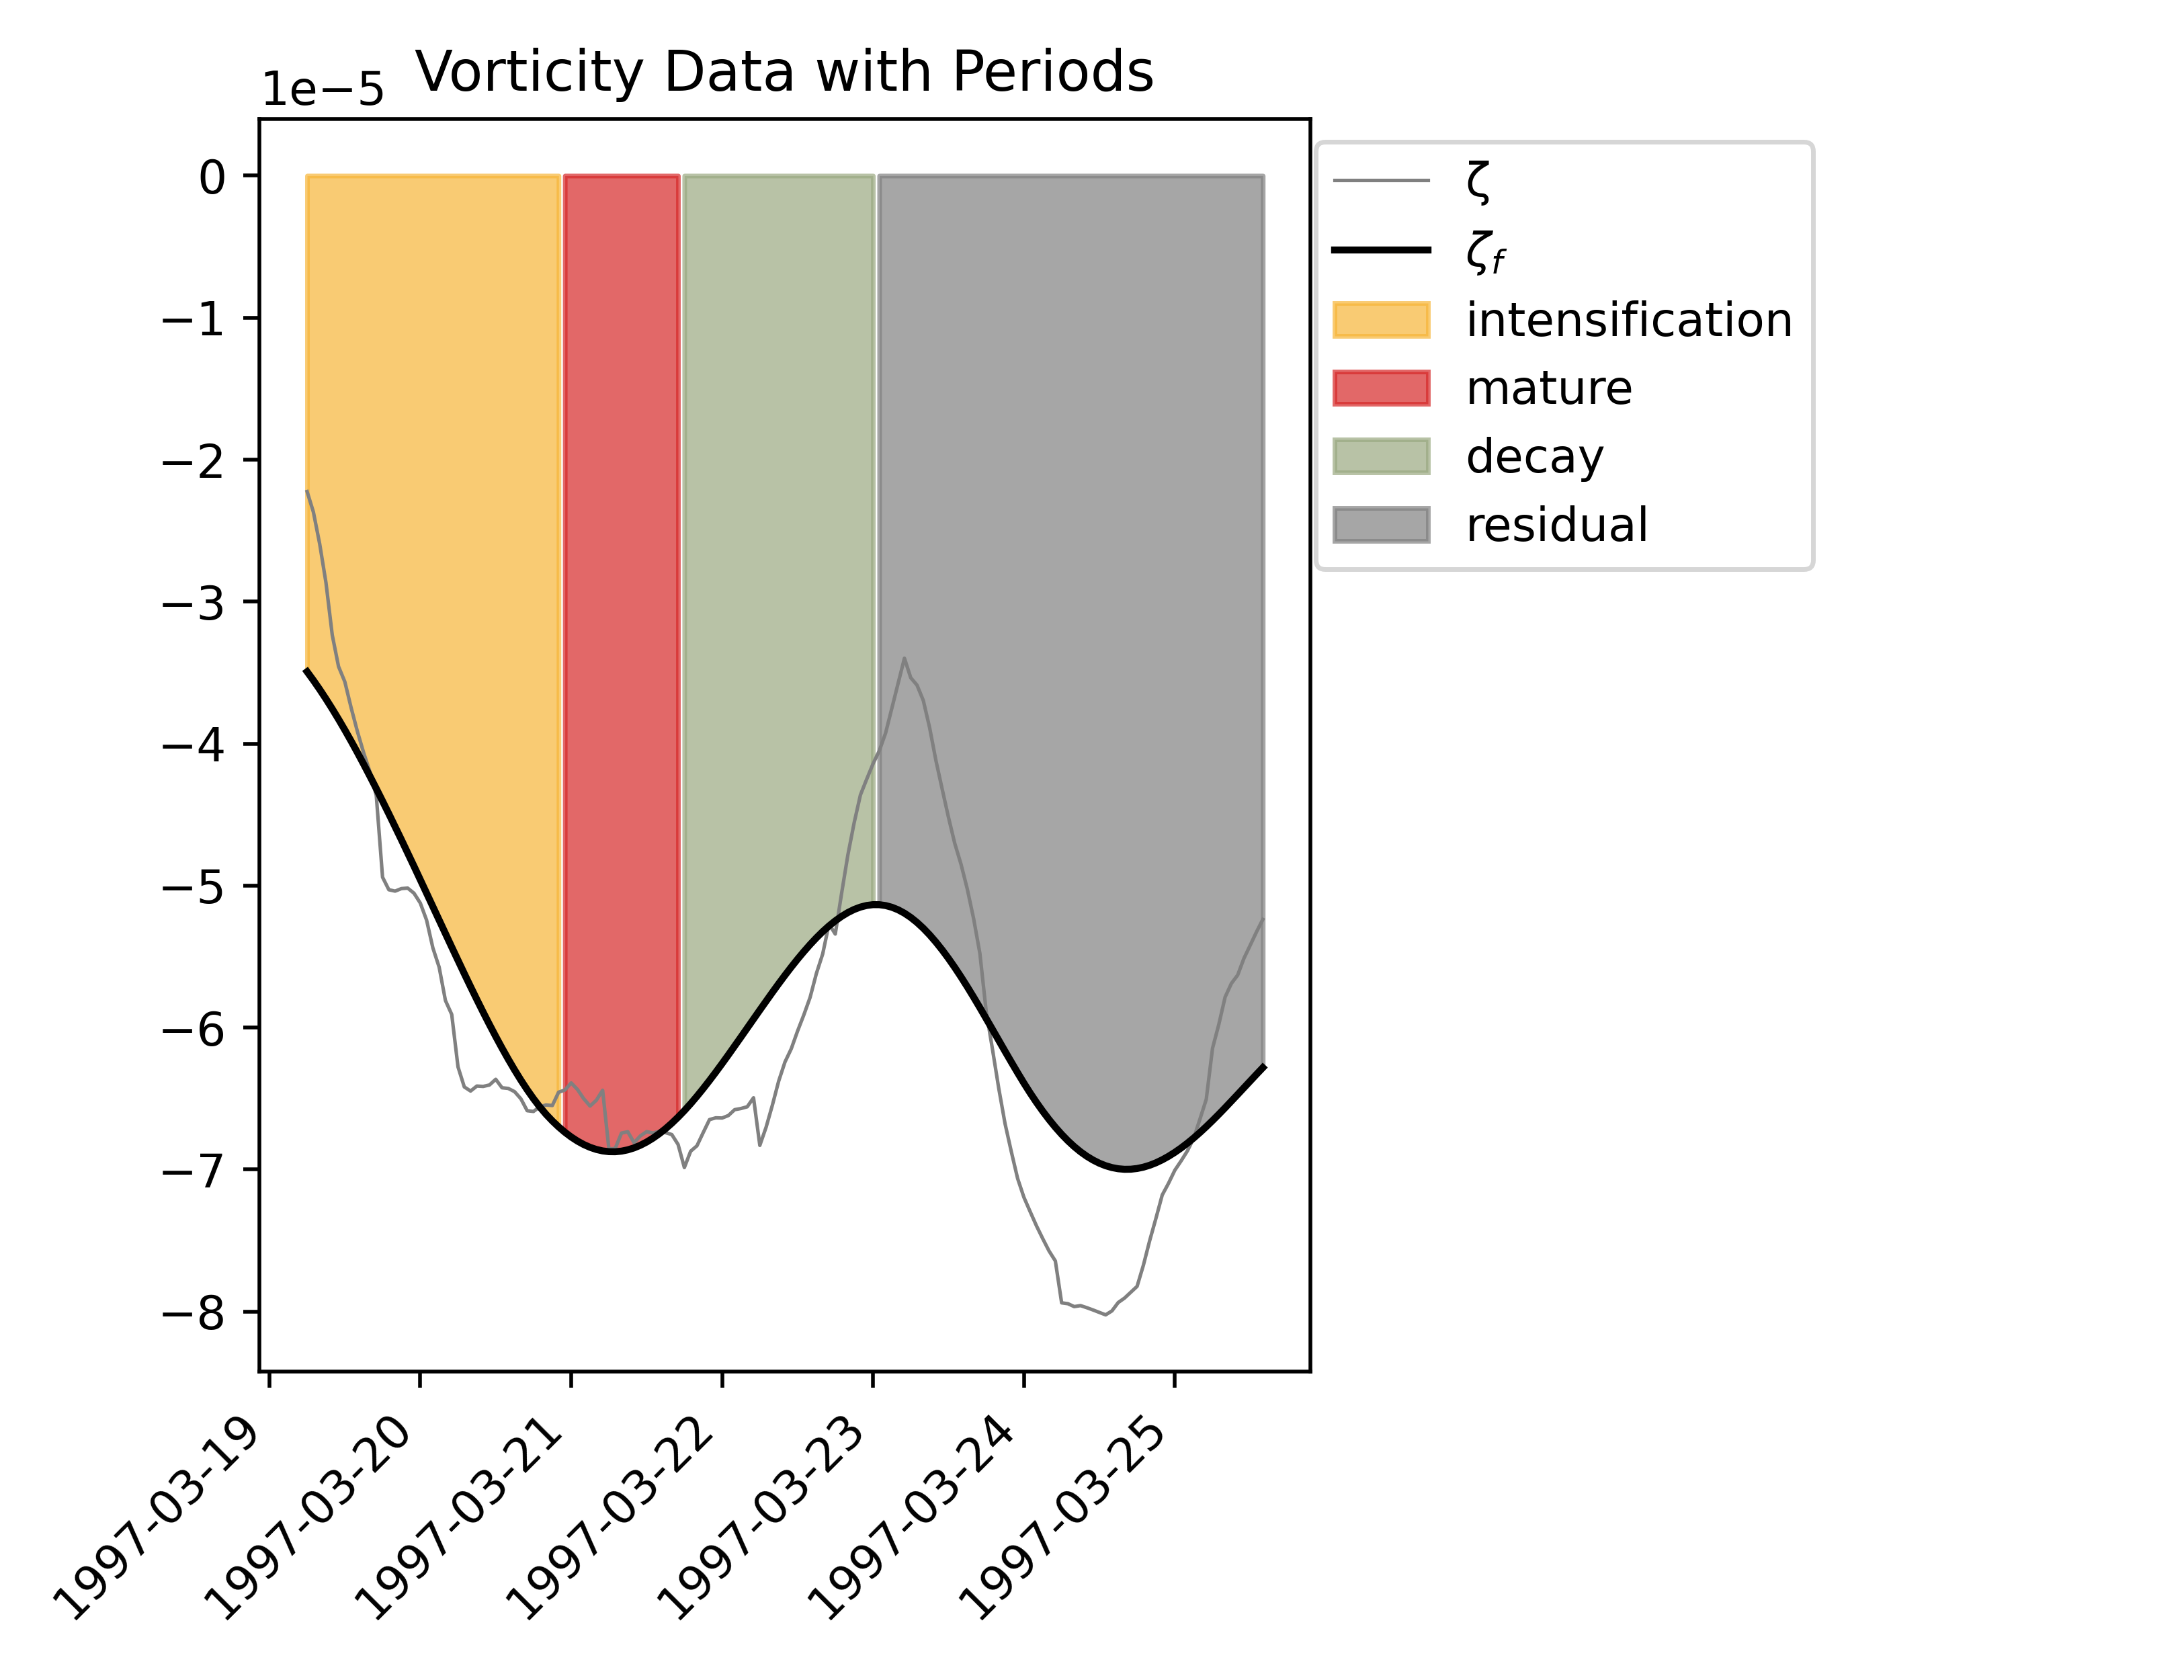 Vorticity Data with Periods
1e−5
0
−1
−2
−3
−4
−5
−6
−7
−8
1997-03-19
1997-03-20
1997-03-21
1997-03-22
1997-03-23
1997-03-24
1997-03-25
ζ
ζf
intensification
mature
decay
residual